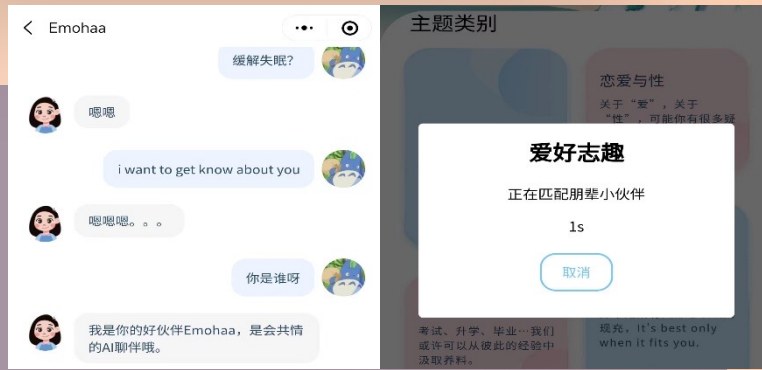 Emohaa
缓解失眠？
嗯嗯
i want to get know about you
嗯嗯嗯。。。
你是谁呀
我是你的好伙伴Emohaa，是会共情
的AI聊伴哦。
主题类别
恋爱与性
关于“爱”，关于
“性”，可能你有很多疑
爱好志趣
正在匹配朋辈小伙伴
1s
取消
考试、升学、毕业…我们
或许可以从彼此的经验中
汲取养料。
现充，It's best only
when it fits you.